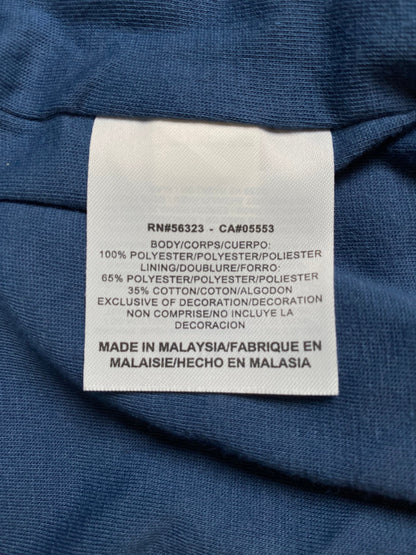 RN#56323 - CA#05553
BODY/CORPS/CUERPO:
100% POLYESTER/POLYESTER/POLIESTER
LINING/DOUBLURE/FORRO:
65% POLYESTER/POLYESTER/POLIESTER
35% COTTON/COTON/ALGODON
EXCLUSIVE OF DECORATION/DECORATION
NON COMPRISE/NO INCLUYE LA
DECORACIÓN
MADE IN MALAYSIA/FABRIQUE EN
MALAISIE/HECHO EN MALASIA